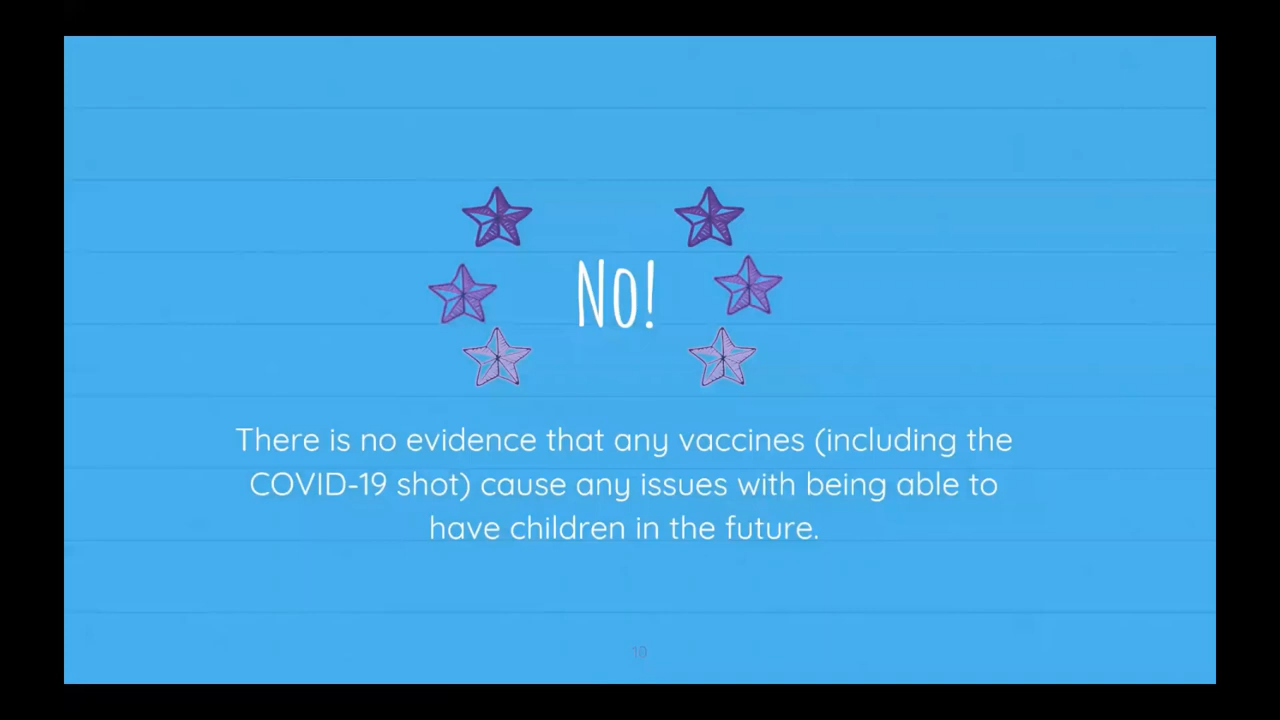 No!
There is no evidence that any vaccines (including the
COVID-19 shot) cause any issues with being able to
have children in the future.